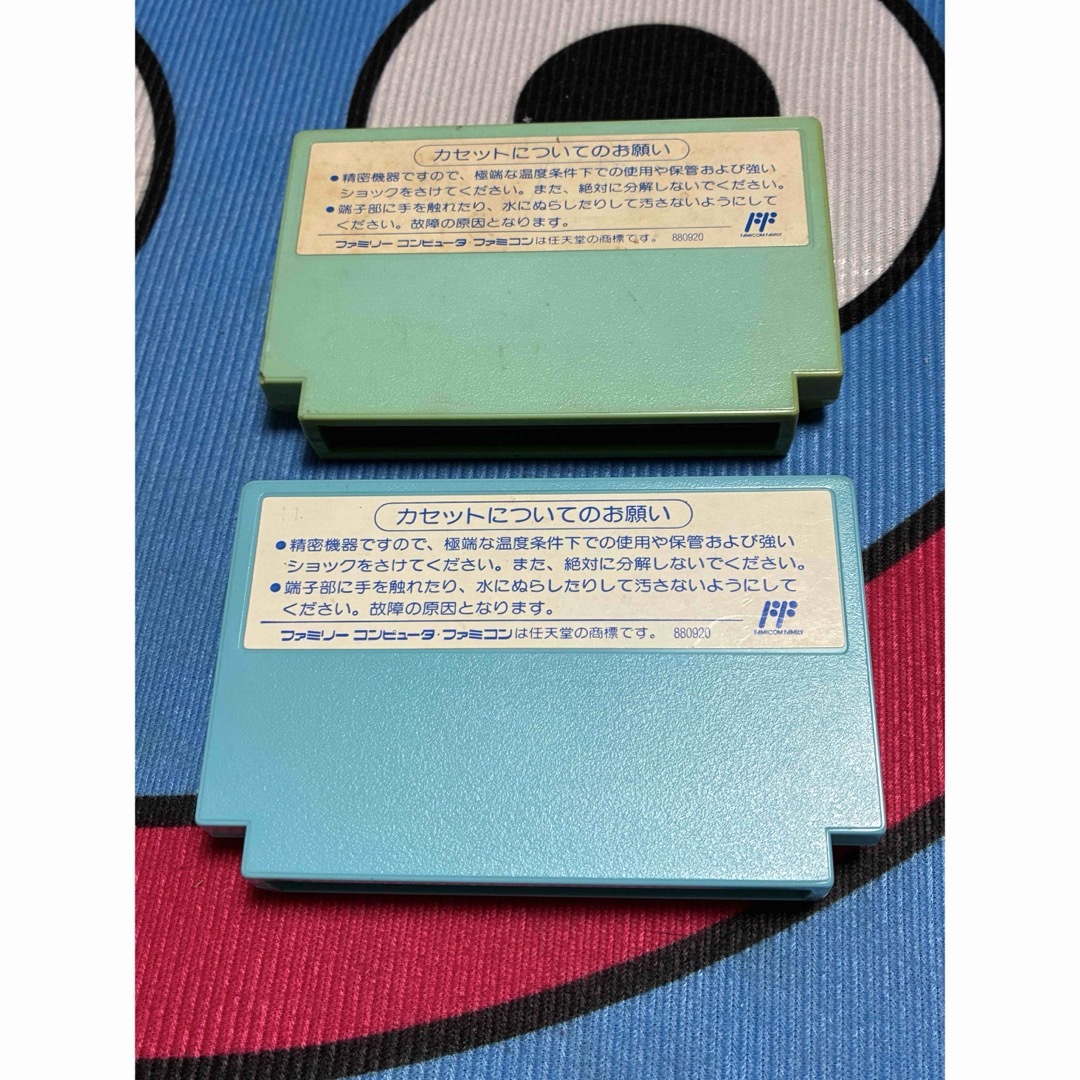 カセットについてのお願い
●精密機器ですので、極端な温度条件下での使用や保管および強い
ショックをさけてください。また、絶対に分解しないでください。
●端子部に手を触れたり、水にぬらしたりして汚さないようにして
ください。故障の原因となります。
FAMICOM FAMILY
ファミリー コンピュータ・ファミコンは任天堂の商標です。 880920
カセットについてのお願い
●精密機器ですので、極端な温度条件下での使用や保管および強い
ショックをさけてください。また、絶対に分解しないでください。
●端子部に手を触れたり、水にぬらしたりして汚さないようにして
ください。故障の原因となります。
FAMICOM FAMILY
ファミリー コンピュータ・ファミコンは任天堂の商標です。 880920